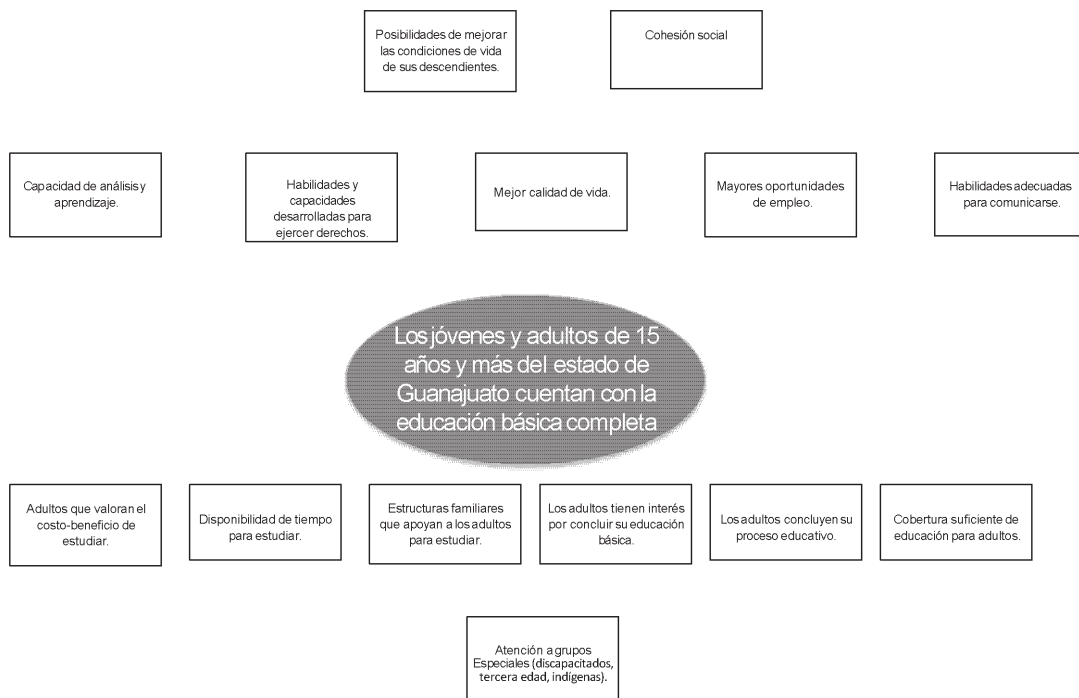 Posibilidades de mejorar
las condiciones de vida
de sus descendientes.
Cohesión social
Capacidad de análisis y
aprendizaje.
Habilidades y
capacidades
desarrolladas para
ejercer derechos.
Mejor calidad de vida.
Mayores oportunidades
de empleo.
Habilidades adecuadas
para comunicarse.
Los jóvenes y adultos de 15
años y más del estado de
Guanajuato cuentan con la
educación básica completa
Adultos que valoran el
costo-beneficio de
estudiar.
Disponibilidad de tiempo
para estudiar.
Estructuras familiares
que apoyan a los adultos
para estudiar.
Los adultos tienen interés
por concluir su educación
básica.
Los adultos concluyen su
proceso educativo.
Cobertura suficiente de
educación para adultos.
Atención a grupos
Especiales (discapacitados,
tercera edad, indígenas).